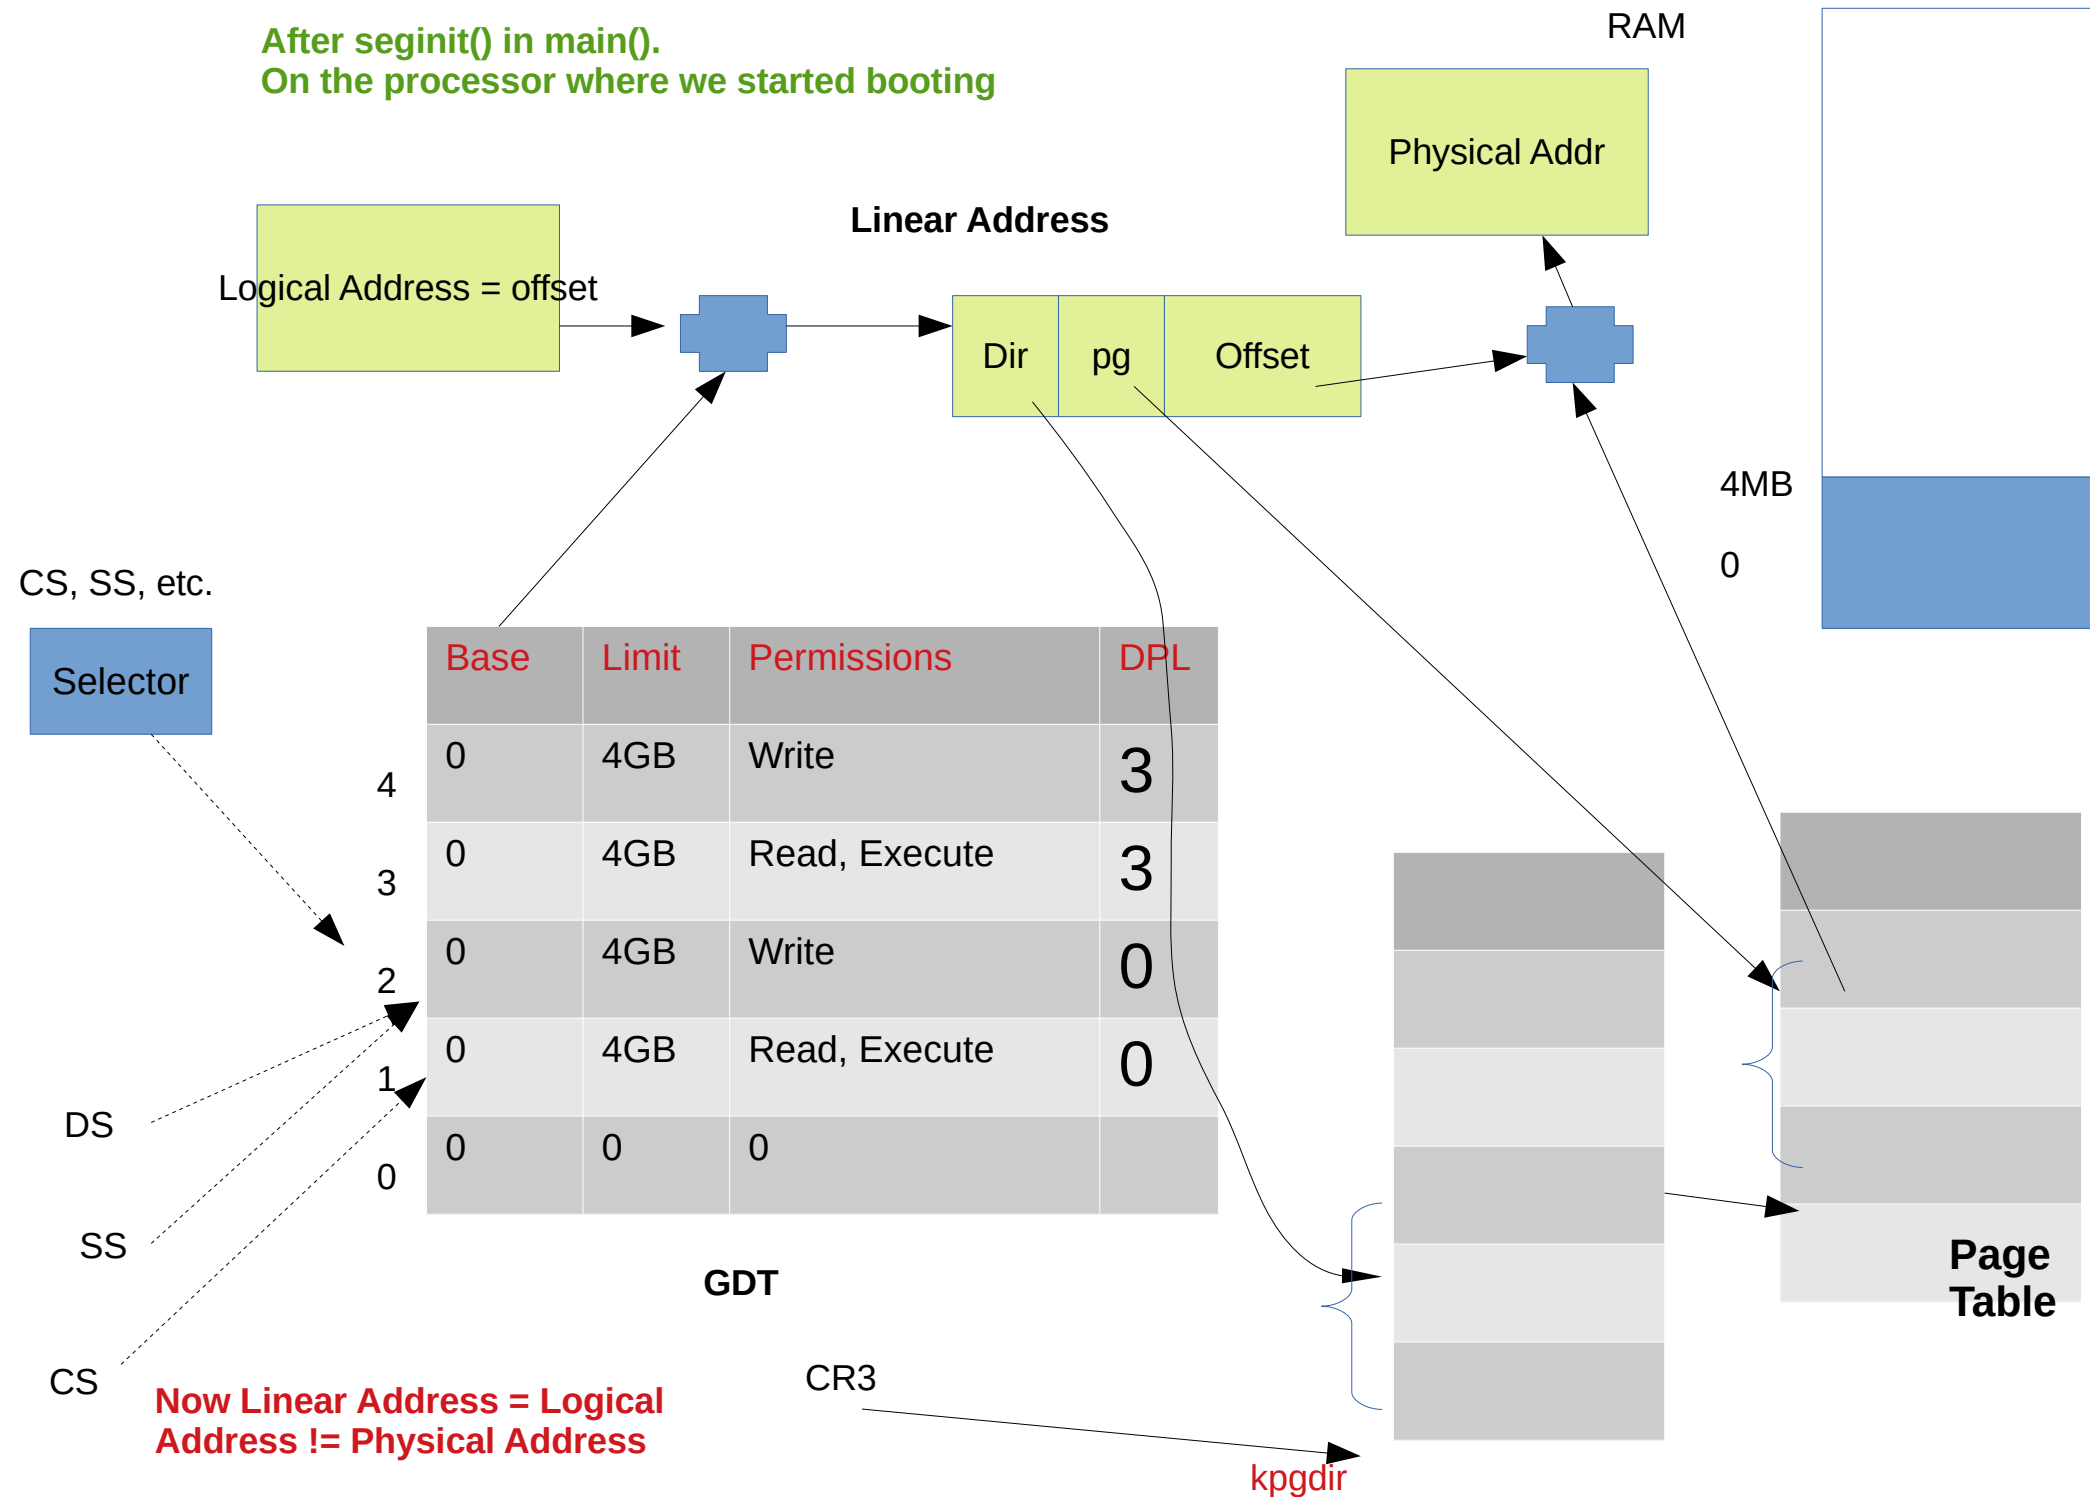 After seginit() in main().
On the processor where we started booting
RAM
Physical Addr
Linear Address
Logical Address = offset
Dir pg Offset
4MB
0
CS, SS, etc.
Selector
Base Limit Permissions DPL
4 0 4GB Write 3
3 0 4GB Read, Execute 3
2 0 4GB Write 0
1 0 4GB Read, Execute 0
0 0 0 0
DS
SS
CS
GDT
Page
Table
CR3
kpgdir
Now Linear Address = Logical
Address != Physical Address